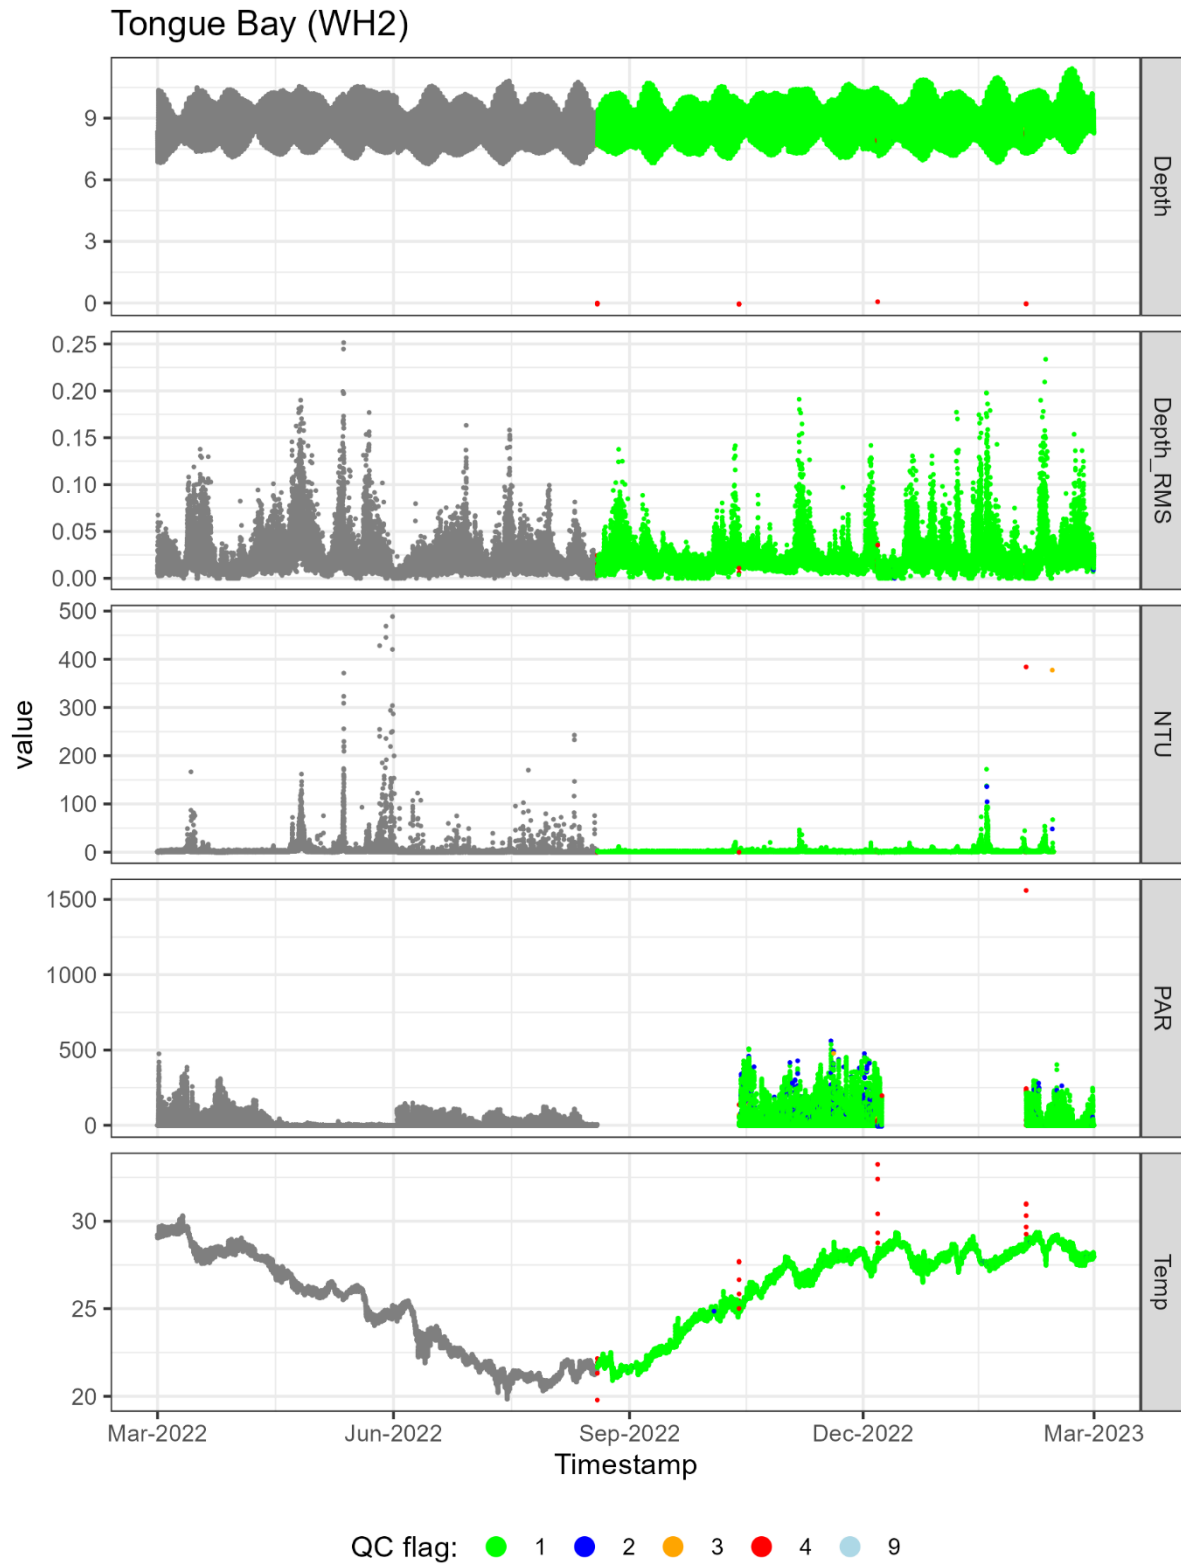 Tongue Bay (WH2)
9
6
3
0
Depth
0.25
0.20
0.15
0.10
0.05
0.00
Depth_RMS
500
400
300
200
100
0
NTU
value
1500
1000
500
0
PAR
30
25
20
Temp
Mar-2022 Jun-2022 Sep-2022 Dec-2022 Mar-2023
Timestamp
QC flag: 1 2 3 4 9